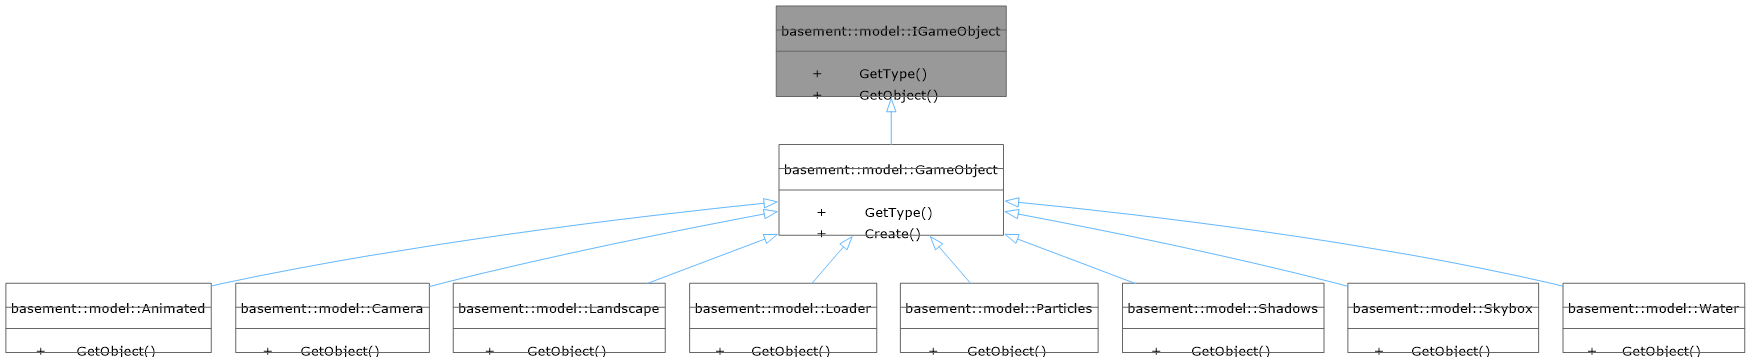 basement::model::IGameObject
+ GetType()
+ GetObject()
basement::model::GameObject
+ GetType()
+ Create()
basement::model::Animated
+ GetObject()
basement::model::Camera
+ GetObject()
basement::model::Landscape
+ GetObject()
basement::model::Loader
+ GetObject()
basement::model::Particles
+ GetObject()
basement::model::Shadows
+ GetObject()
basement::model::Skybox
+ GetObject()
basement::model::Water
+ GetObject()